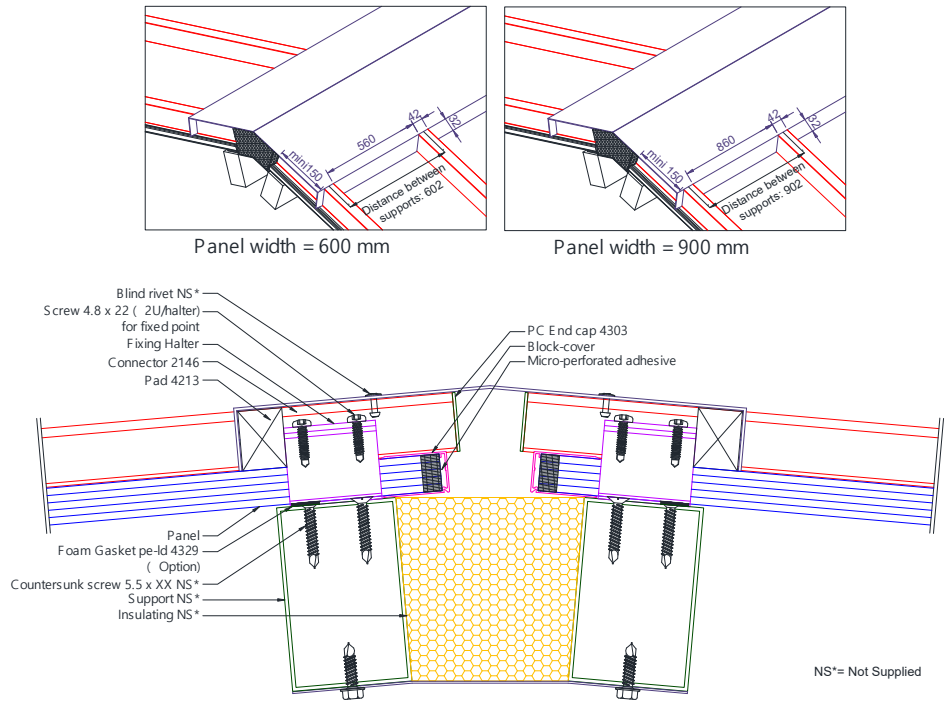 mini150
560
42
32
Distance between
supports: 602
Panel width = 600 mm
mini 150
860
42
32
Distance between
supports: 902
Panel width = 900 mm
Blind rivet NS*
Screw 4.8 x 22 ( 2U/halter)
for fixed point
Fixing Halter
Connector 2146
Pad 4213
PC End cap 4303
Block-cover
Micro-perforated adhesive
Panel
Foam Gasket pe-ld 4329
( Option)
Countersunk screw 5.5 x XX NS*
Support NS*
Insulating NS*
NS*= Not Supplied